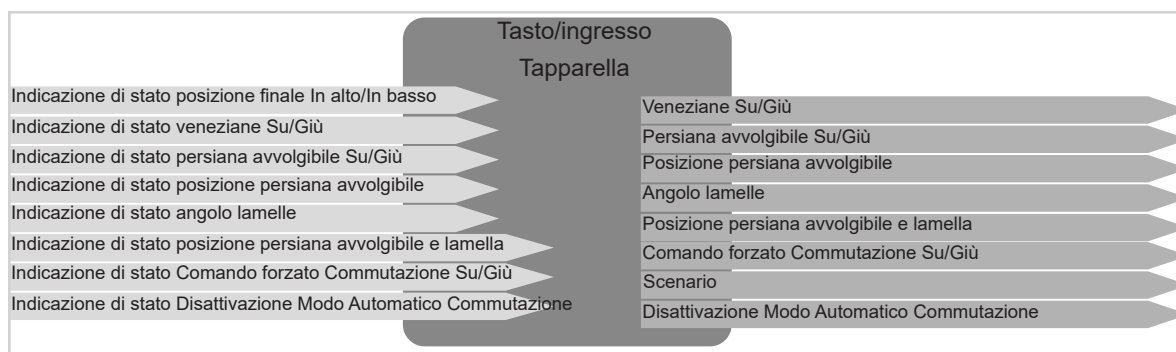 Tasto/ingresso
Tapparella
Indicazione di stato posizione finale In alto/In basso
Indicazione di stato veneziane Su/Giù
Indicazione di stato persiana avvolgibile Su/Giù
Indicazione di stato posizione persiana avvolgibile
Indicazione di stato angolo lamelle
Indicazione di stato posizione persiana avvolgibile e lamella
Indicazione di stato Comando forzato Commutazione Su/Giù
Indicazione di stato Disattivazione Modo Automatico Commutazione
Veneziane Su/Giù
Persiana avvolgibile Su/Giù
Posizione persiana avvolgibile
Angolo lamelle
Posizione persiana avvolgibile e lamella
Comando forzato Commutazione Su/Giù
Scenario
Disattivazione Modo Automatico Commutazione